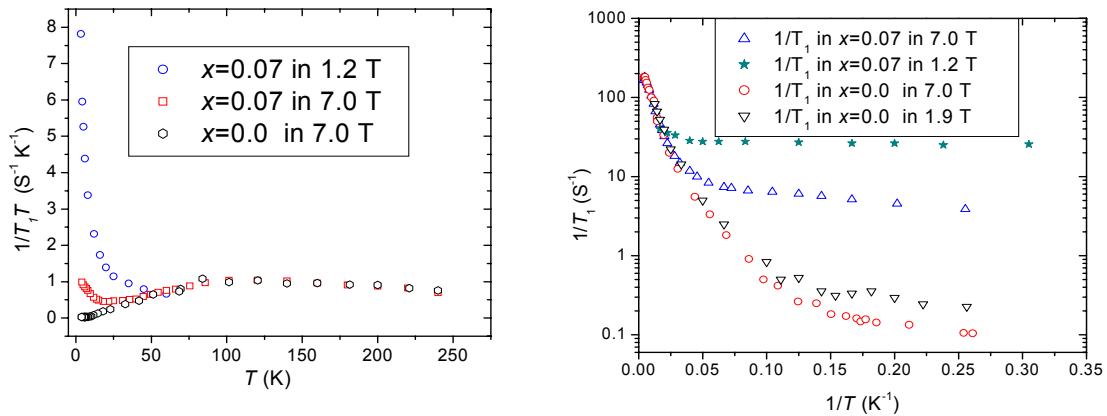 8
7
6
5
4
3
2
1
0
1/T₁T (S⁻¹ K⁻¹)
x=0.07 in 1.2 T
x=0.07 in 7.0 T
x=0.0 in 7.0 T
0 50 100 150 200 250
T (K)
1000
100
10
1
0.1
1/T₁ (S⁻¹)
1/T₁ in x=0.07 in 7.0 T
1/T₁ in x=0.07 in 1.2 T
1/T₁ in x=0.0 in 7.0 T
1/T₁ in x=0.0 in 1.9 T
0.00 0.05 0.10 0.15 0.20 0.25 0.30 0.35
1/T (K⁻¹)